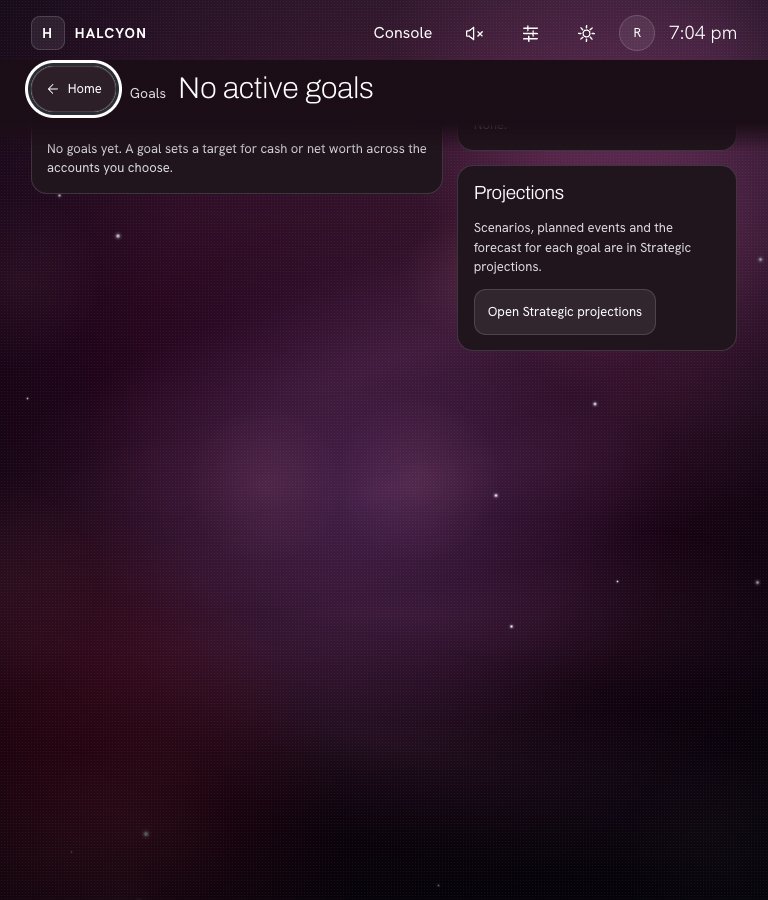 H HALCYON Console R 7:04 pm
← Home Goals No active goals
None.
No goals yet. A goal sets a target for cash or net worth across the
accounts you choose.
Projections
Scenarios, planned events and the
forecast for each goal are in Strategic
projections.
Open Strategic projections